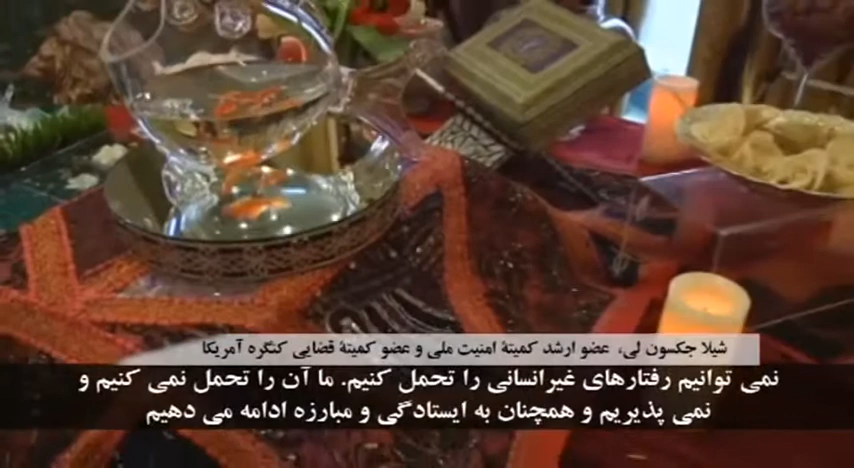 شیلا جکسون لی، عضو ارشد کمیتهٔ امنیت ملی و عضو کمیتهٔ قضایی کنگره آمریکا
نمی توانیم رفتارهای غیرانسانی را تحمل کنیم. ما آن را تحمل نمی کنیم و
نمی پذیریم و همچنان به ایستادگی و مبارزه ادامه می دهیم